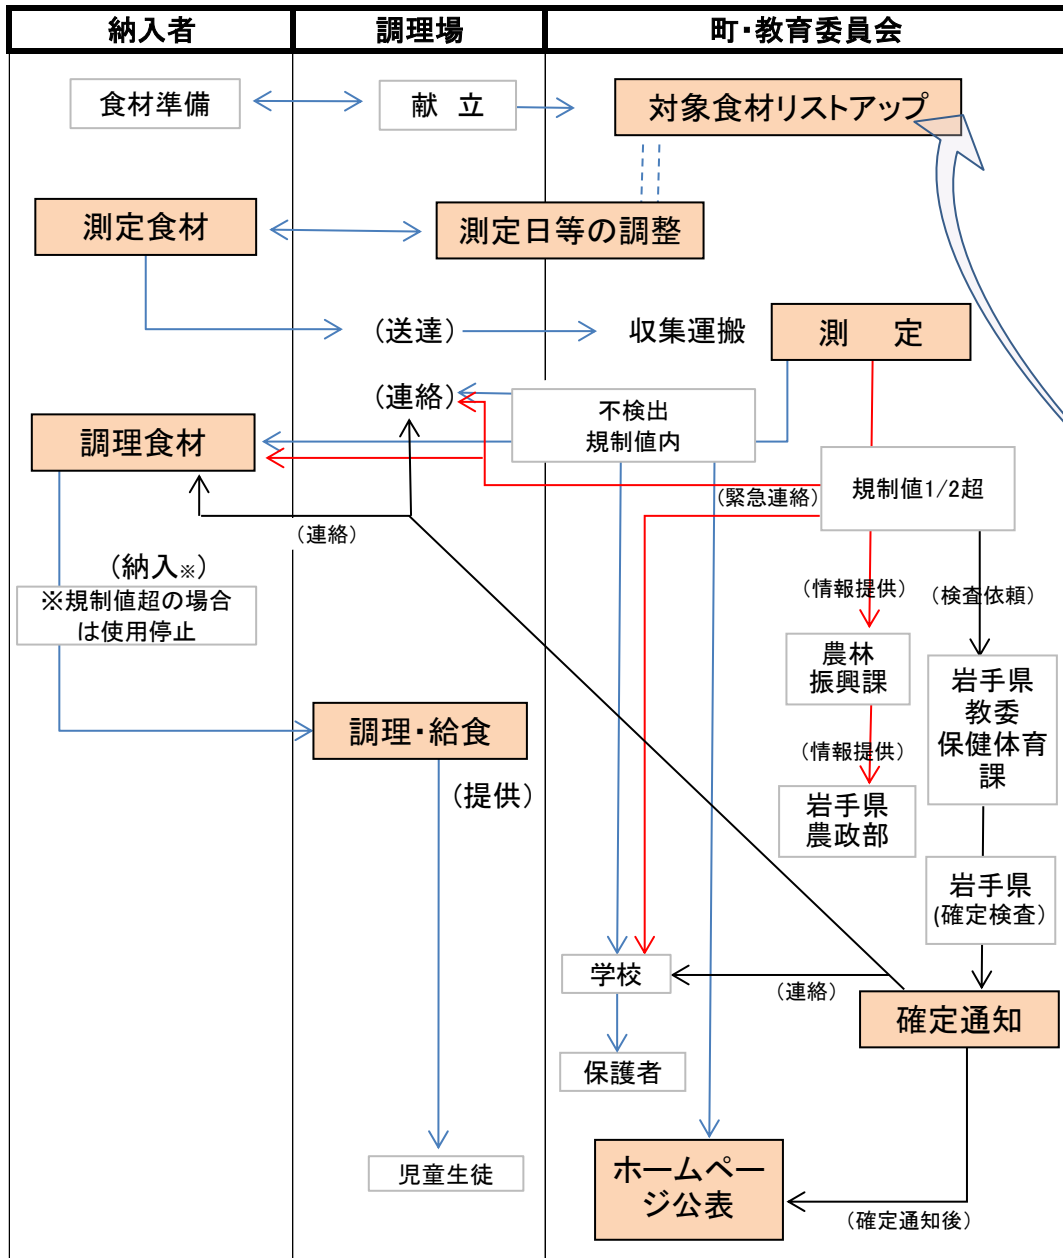 納入者
調理場
町・教育委員会
食材準備
献 立
対象食材リストアップ
測定食材
測定日等の調整
(送達)
収集運搬
測 定
(連絡)
不検出
規制値内
調理食材
規制値1/2超
(緊急連絡)
(連絡)
(納入※)
※規制値超の場合
は使用停止
(情報提供)
(検査依頼)
農林
振興課
岩手県
教委
保健体育
課
調理・給食
(情報提供)
(提供)
岩手県
農政部
岩手県
(確定検査)
学校
(連絡)
確定通知
保護者
児童生徒
ホームペー
ジ公表
(確定通知後)